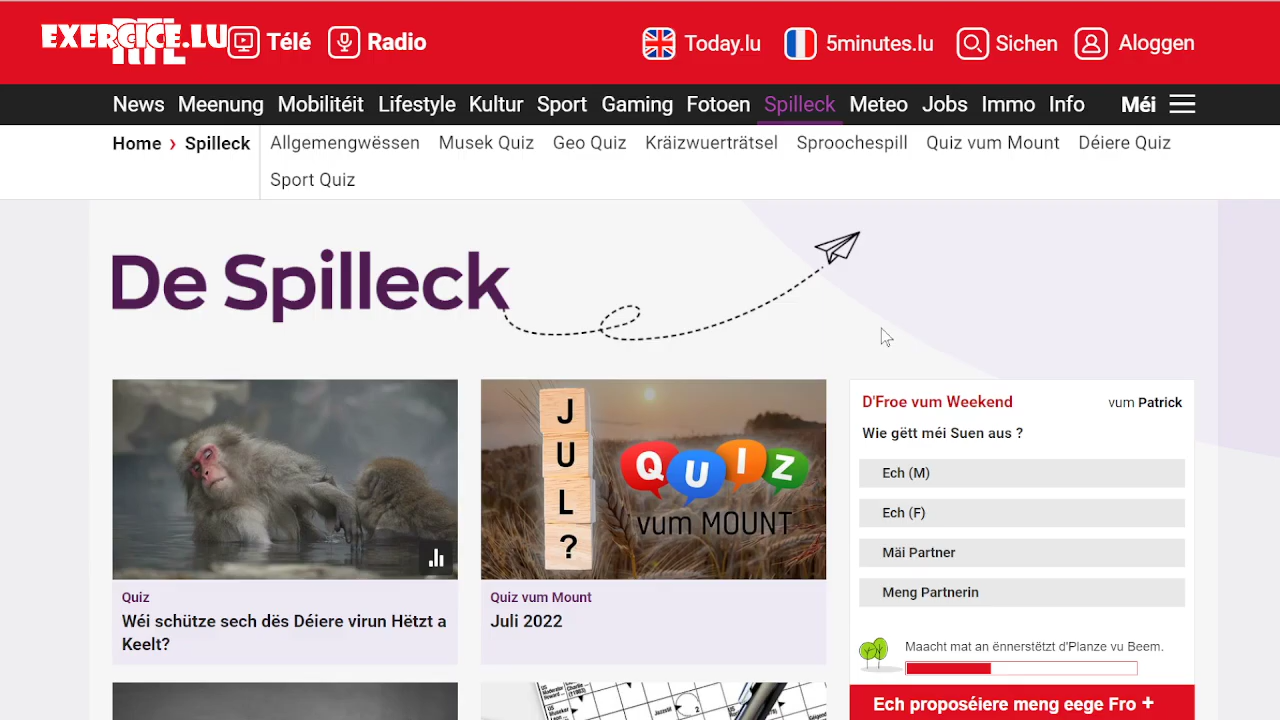 EXERCICE.LU
RTL
Télé
Radio
Today.lu
5minutes.lu
Sichen
Aloggen
News Meenung Mobilitéit Lifestyle Kultur Sport Gaming Fotoen Spilleck Meteo Jobs Immo Info Méi
Home › Spilleck
Allgemengwëssen Musek Quiz Geo Quiz Kräizwuerträtsel Sproochespill Quiz vum Mount Déiere Quiz
Sport Quiz
De Spilleck
Quiz
Wéi schütze sech dës Déiere virun Hëtzt a
Keelt?
J
U
L
?
QUIZ
vum MOUNT
Quiz vum Mount
Juli 2022
D'Froe vum Weekend
vum Patrick
Wie gëtt méi Suen aus ?
Ech (M)
Ech (F)
Mäi Partner
Meng Partnerin
Maacht mat an ënnerstëtzt d'Planze vu Beem.
Ech proposéiere meng eege Fro +